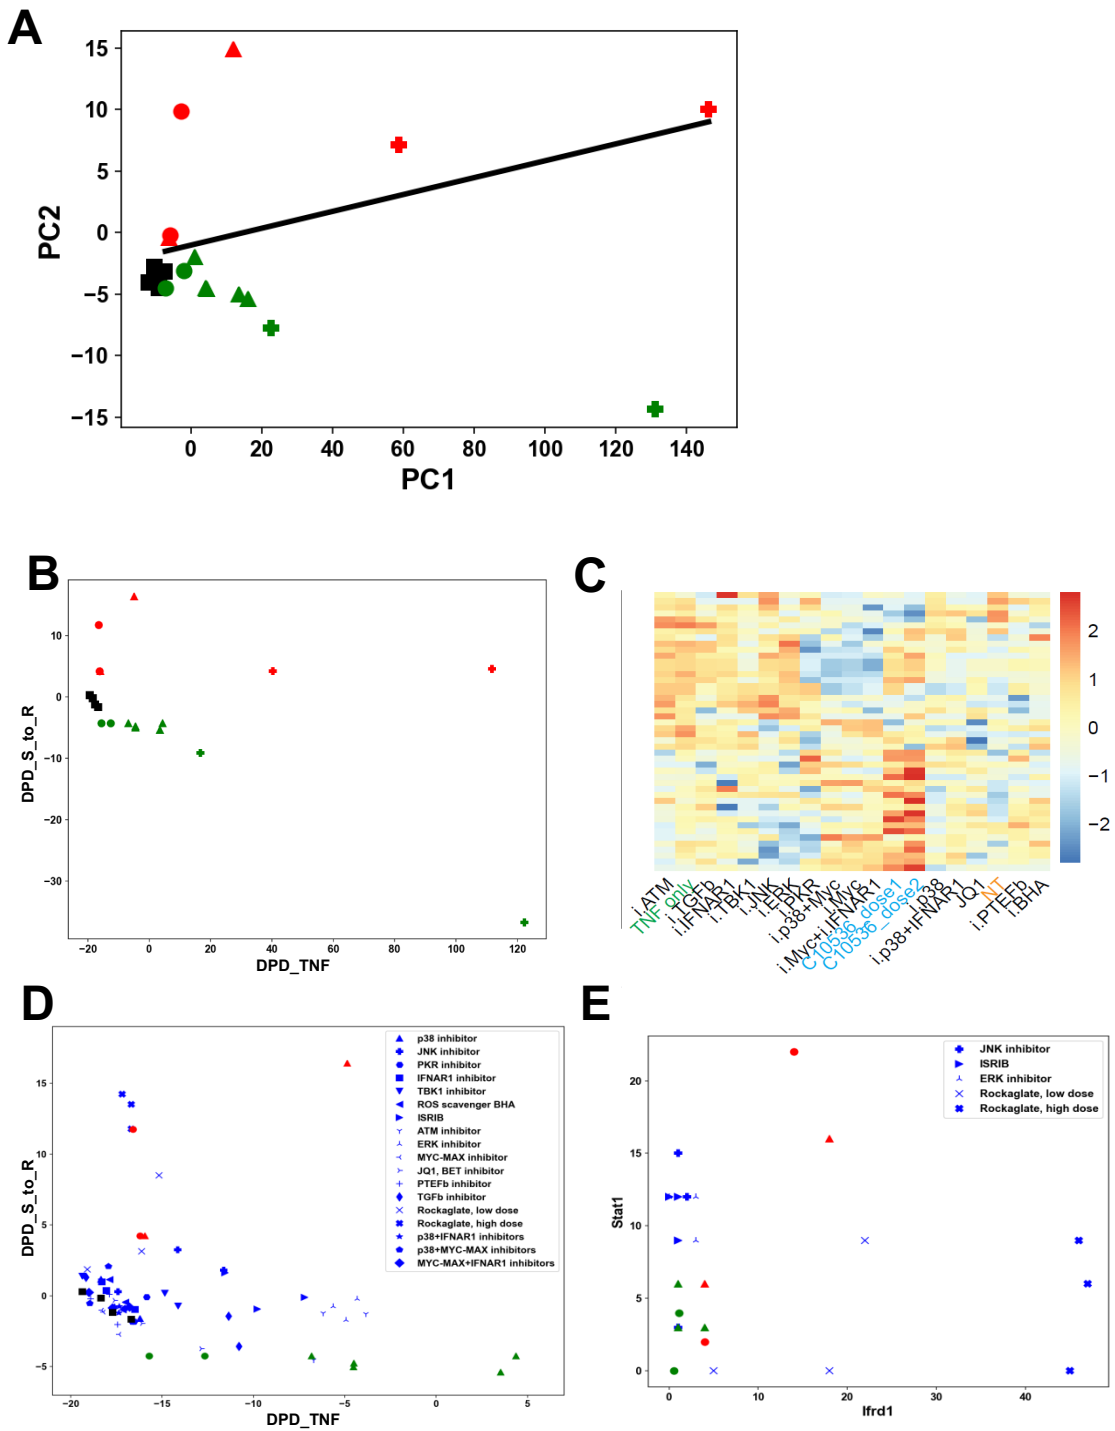 A
15
10
5
0
−5
−10
−15
PC2
0 20 40 60 80 100 120 140
PC1
B
10
0
−10
−20
−30
DPD_S_to_R
−20 0 20 40 60 80 100 120
DPD_TNF
C
2
1
0
−1
−2
i.ATM
TNF_only
i.TGFb
i.IFNAR1
i.TBK1
i.JNK
i.ERK
i.PKR
i.p38+Myc
i.Myc
i.Myc+i.IFNAR1
C10536_dose1
C10536_dose2
i.p38
i.p38+IFNAR1
JQ1
NT
i.PTEFb
i.BHA
D
15
10
5
0
−5
DPD_S_to_R
−20 −15 −10 −5 0 5
DPD_TNF
p38 inhibitor
JNK inhibitor
PKR inhibitor
IFNAR1 inhibitor
TBK1 inhibitor
ROS scavenger BHA
ISRIB
ATM inhibitor
ERK inhibitor
MYC-MAX inhibitor
JQ1, BET inhibitor
PTEFb inhibitor
TGFb inhibitor
Rockaglate, low dose
Rockaglate, high dose
p38+IFNAR1 inhibitors
p38+MYC-MAX inhibitors
MYC-MAX+IFNAR1 inhibitors
E
20
15
10
5
0
Stat1
0 10 20 30 40
Ifrd1
JNK inhibitor
ISRIB
ERK inhibitor
Rockaglate, low dose
Rockaglate, high dose